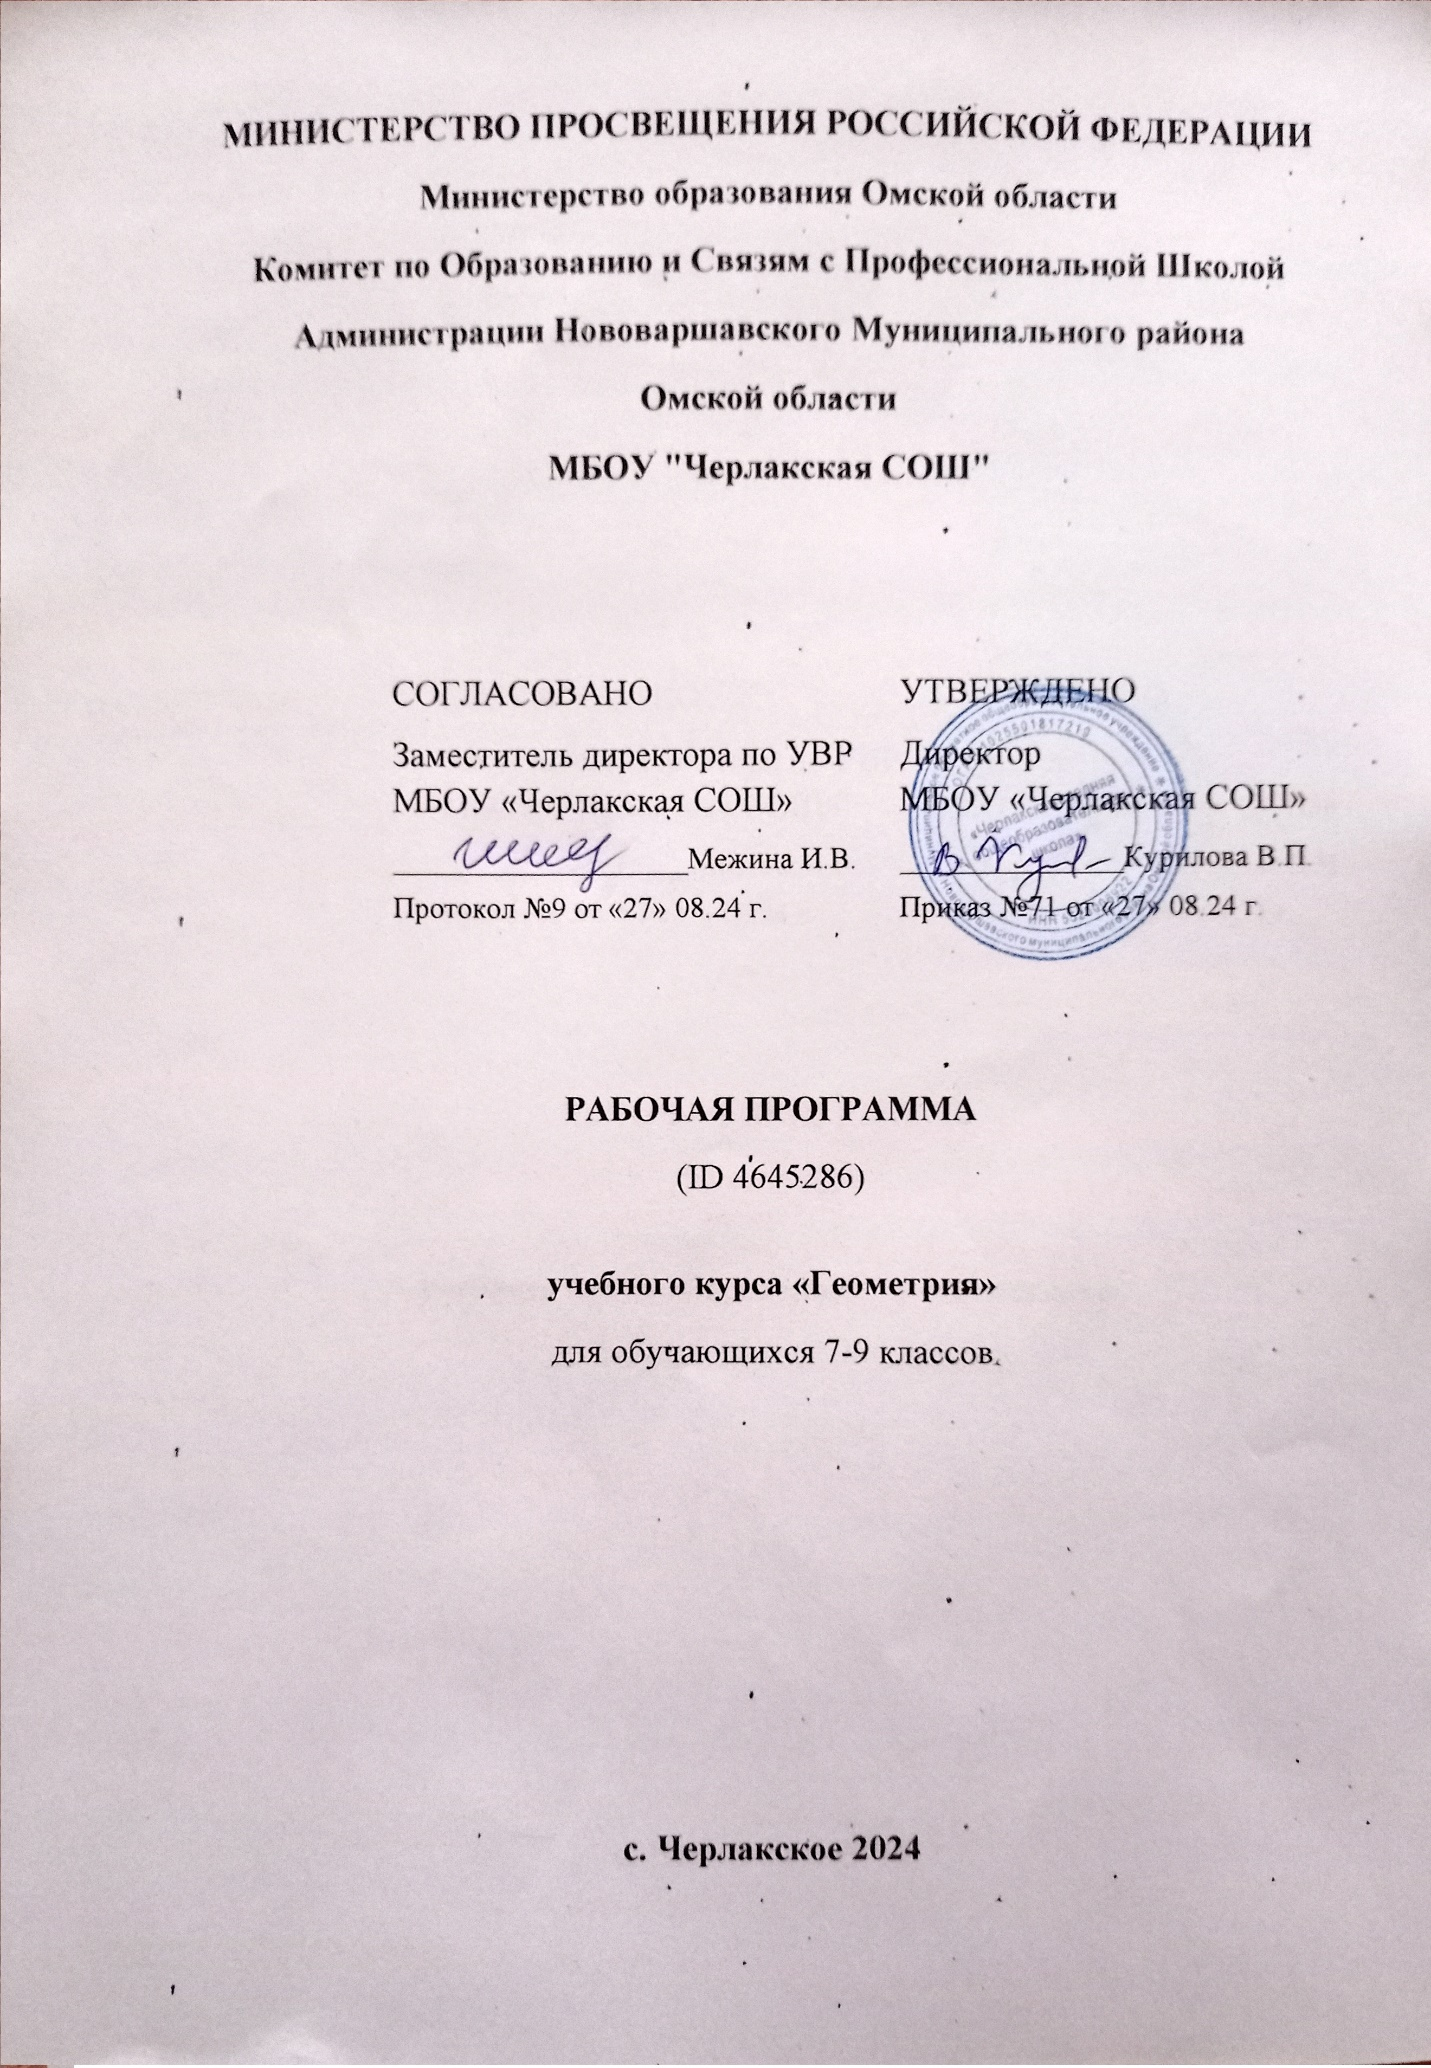 МИНИСТЕРСТВО ПРОСВЕЩЕНИЯ РОССИЙСКОЙ ФЕДЕРАЦИИ
Министерство образования Омской области
Комитет по Образованию и Связям с Профессиональной Школой
Администрации Нововаршавского Муниципального района
Омской области
МБОУ "Черлакская СОШ"
СОГЛАСОВАНО
Заместитель директора по УВР
МБОУ «Черлакская СОШ»
Межина И.В.
Протокол №9 от «27» 08.24 г.
УТВЕРЖДЕНО
Директор
МБОУ «Черлакская СОШ»
Курилова В.П.
Приказ №71 от «27» 08.24 г.
РАБОЧАЯ ПРОГРАММА
(ID 4645286)
учебного курса «Геометрия»
для обучающихся 7-9 классов
с. Черлакское 2024